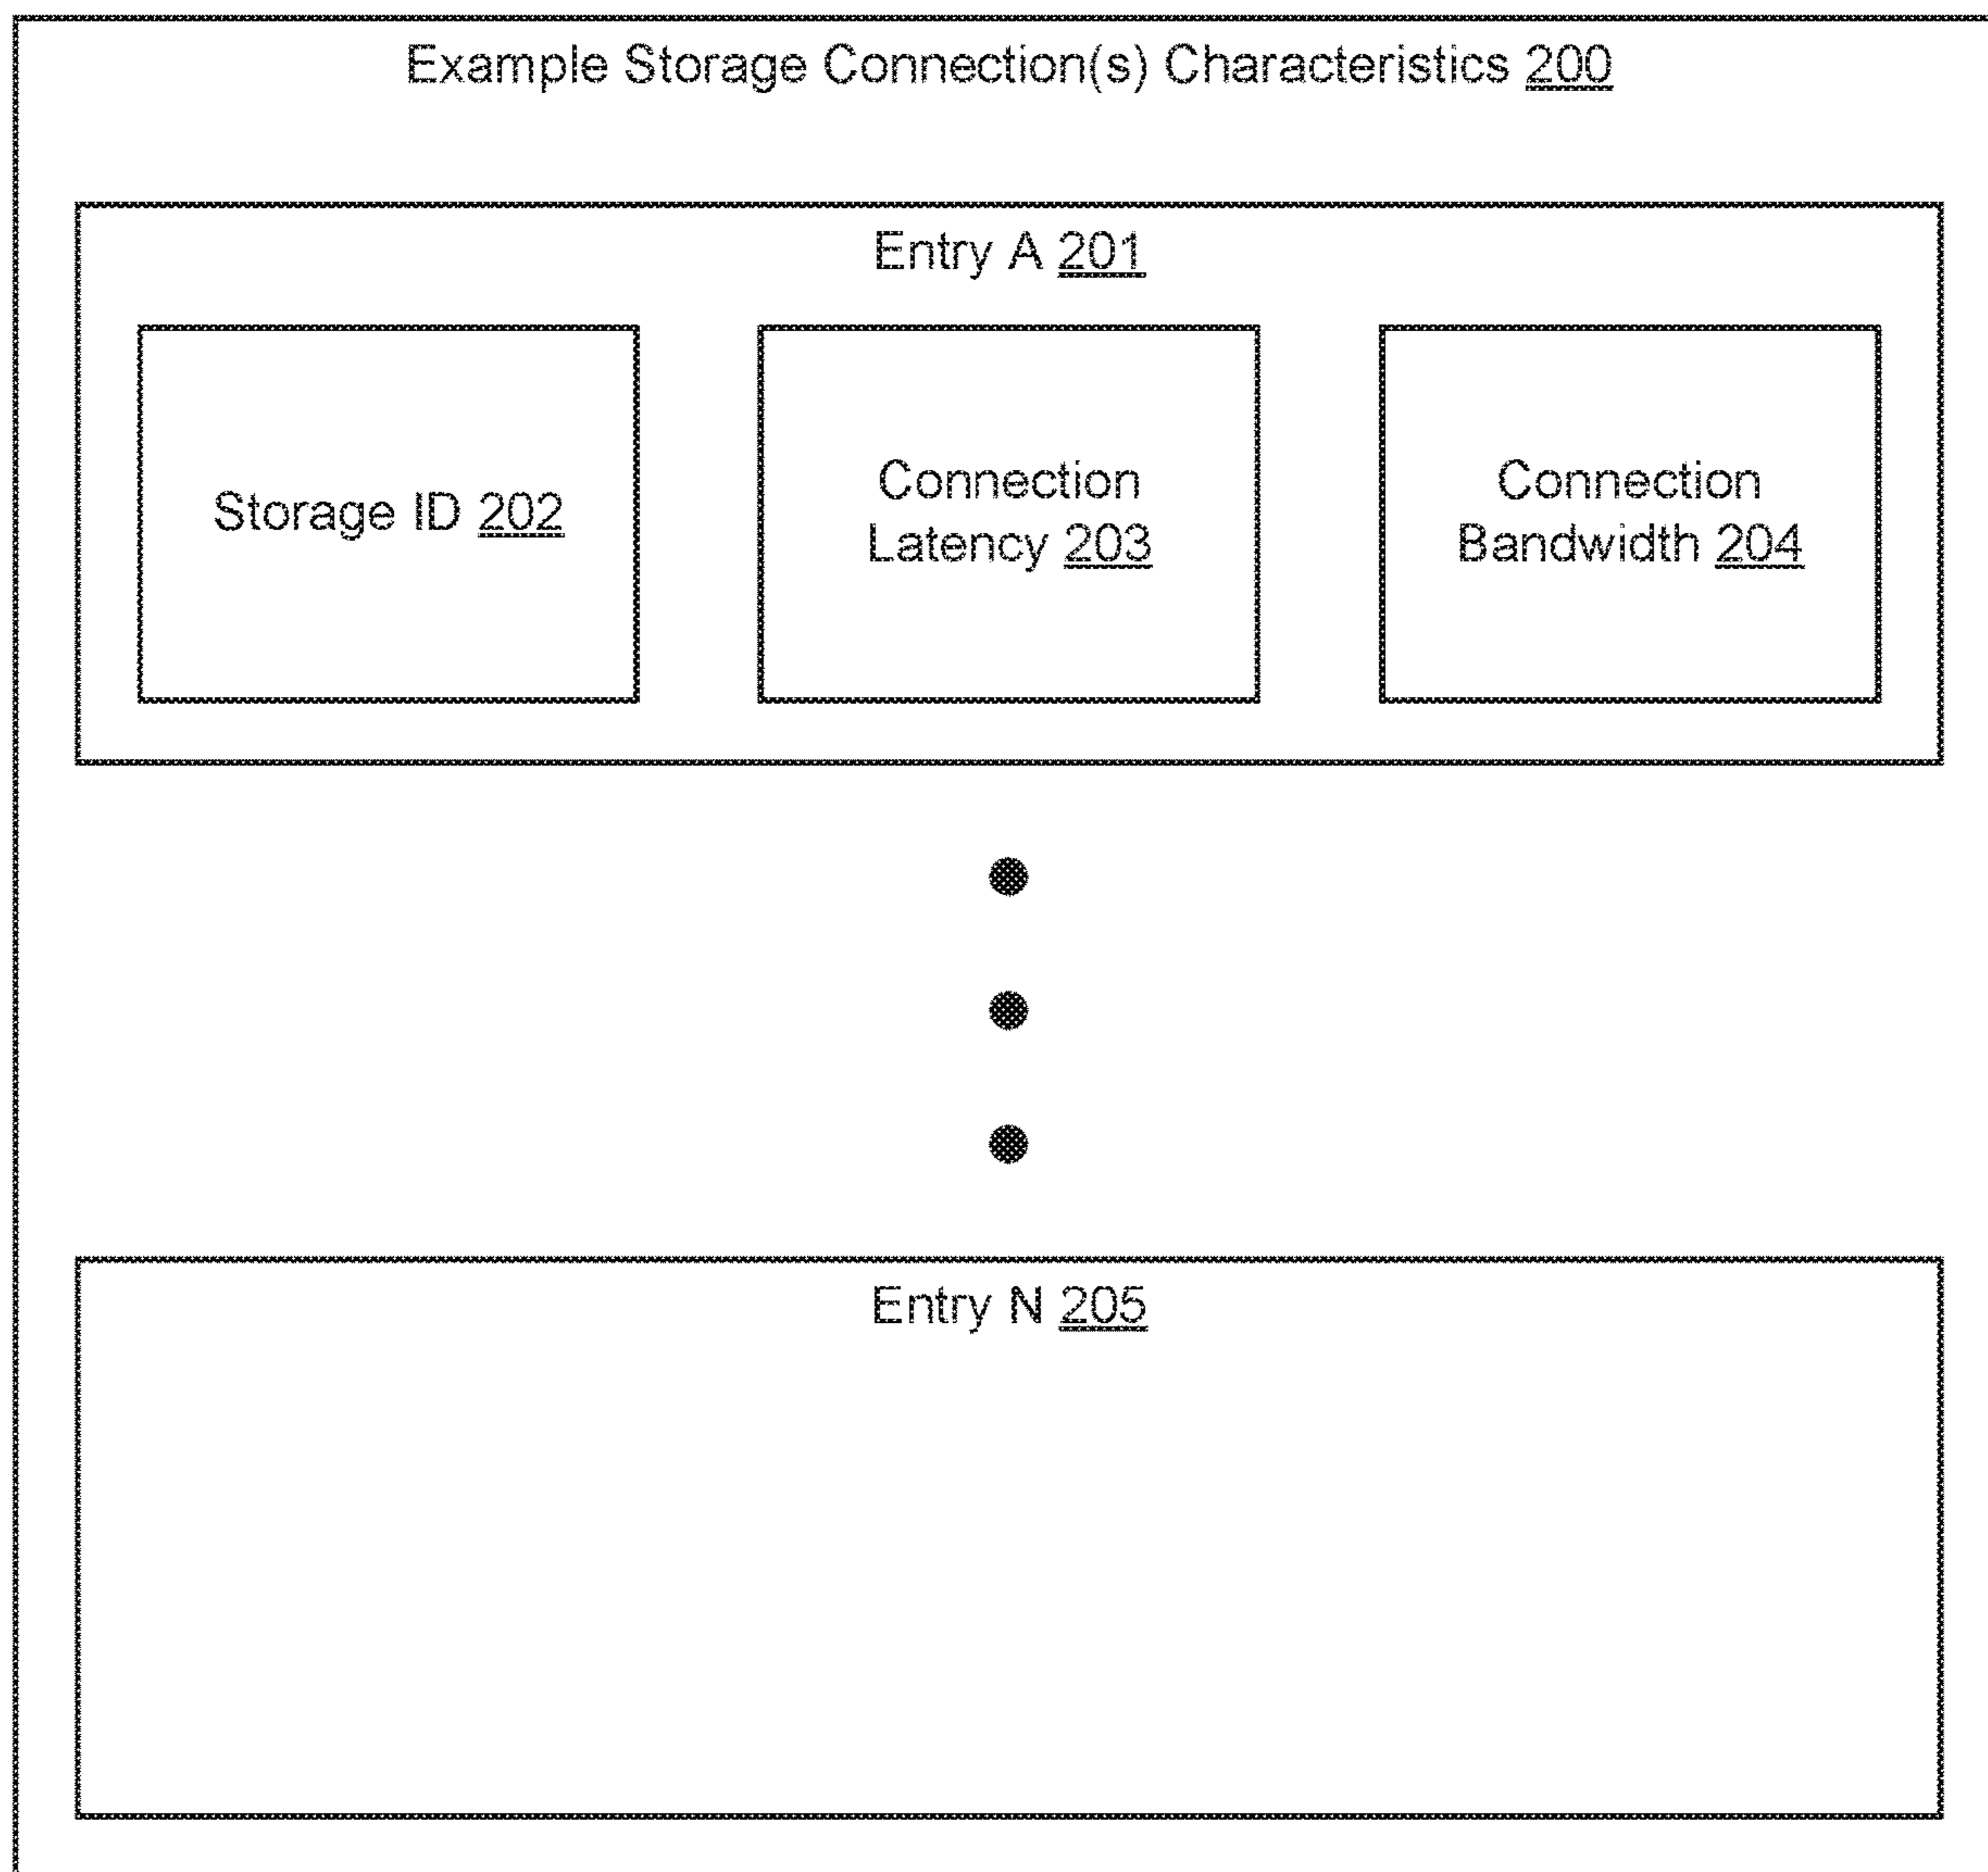 Example Storage Connection(s) Characteristics 200
Entry A 201
Storage ID 202
Connection
Latency 203
Connection
Bandwidth 204
Entry N 205